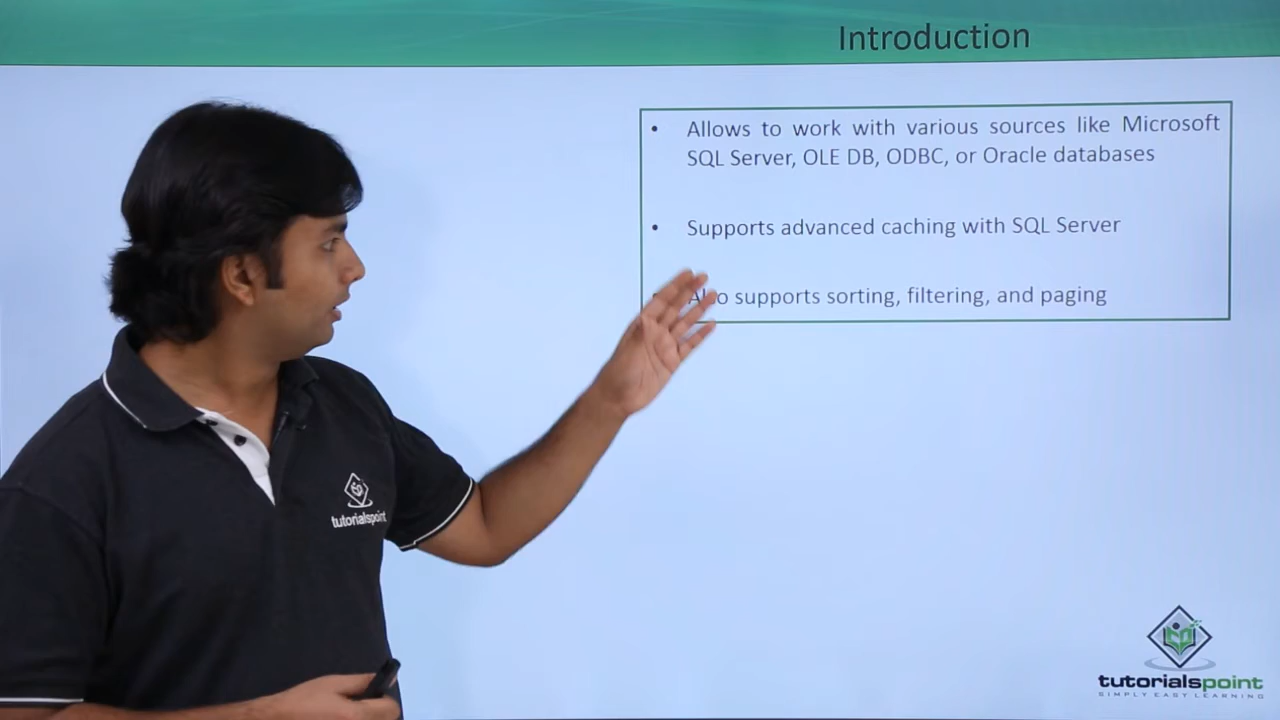 Introduction
• Allows to work with various sources like Microsoft
SQL Server, OLE DB, ODBC, or Oracle databases
• Supports advanced caching with SQL Server
Also supports sorting, filtering, and paging
tutorialspoint
tutorialspoint
SIMPLY EASY LEARNING